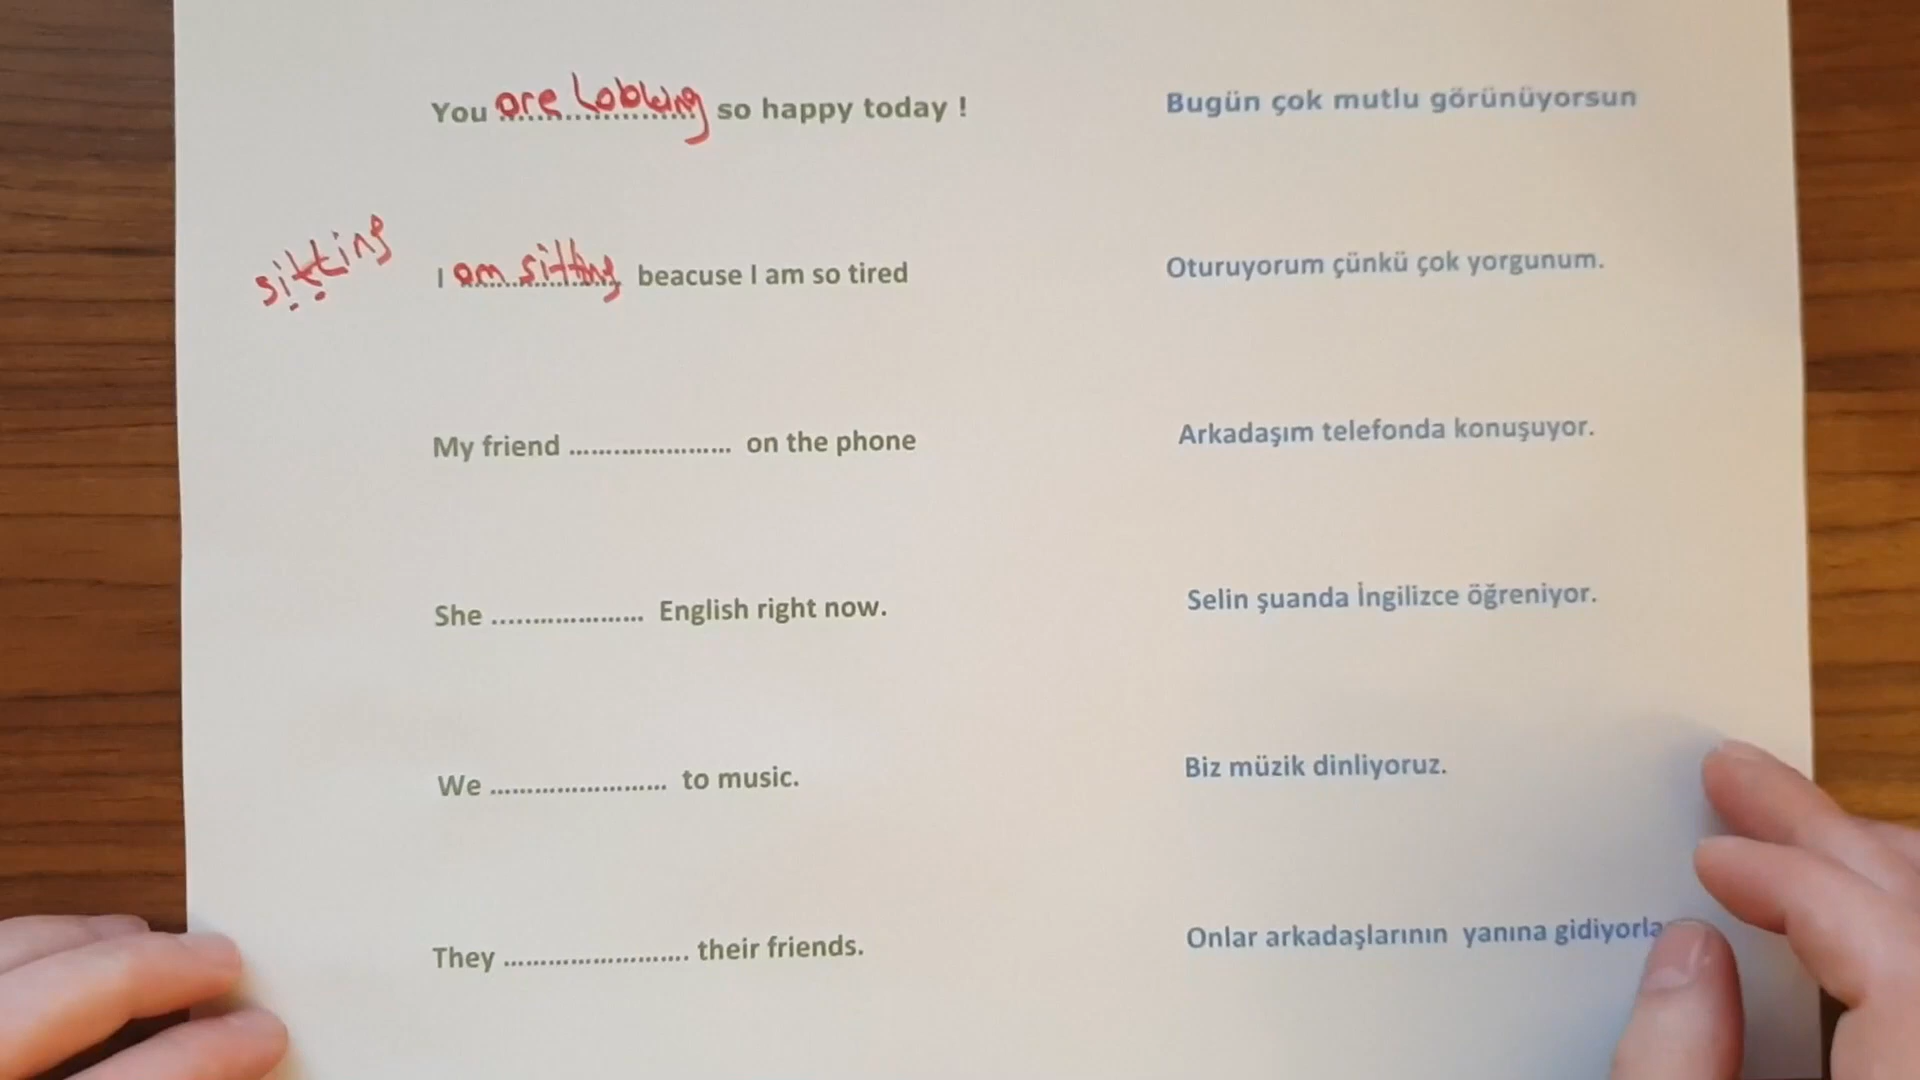 You are looking so happy today !
Bugün çok mutlu görünüyorsun
sitting
I am sitting beacuse I am so tired
Oturuyorum çünkü çok yorgunum.
My friend ...................... on the phone
Arkadaşım telefonda konuşuyor.
She ................... English right now.
Selin şuanda İngilizce öğreniyor.
We ........................ to music.
Biz müzik dinliyoruz.
They ......................... their friends.
Onlar arkadaşlarının yanına gidiyorla